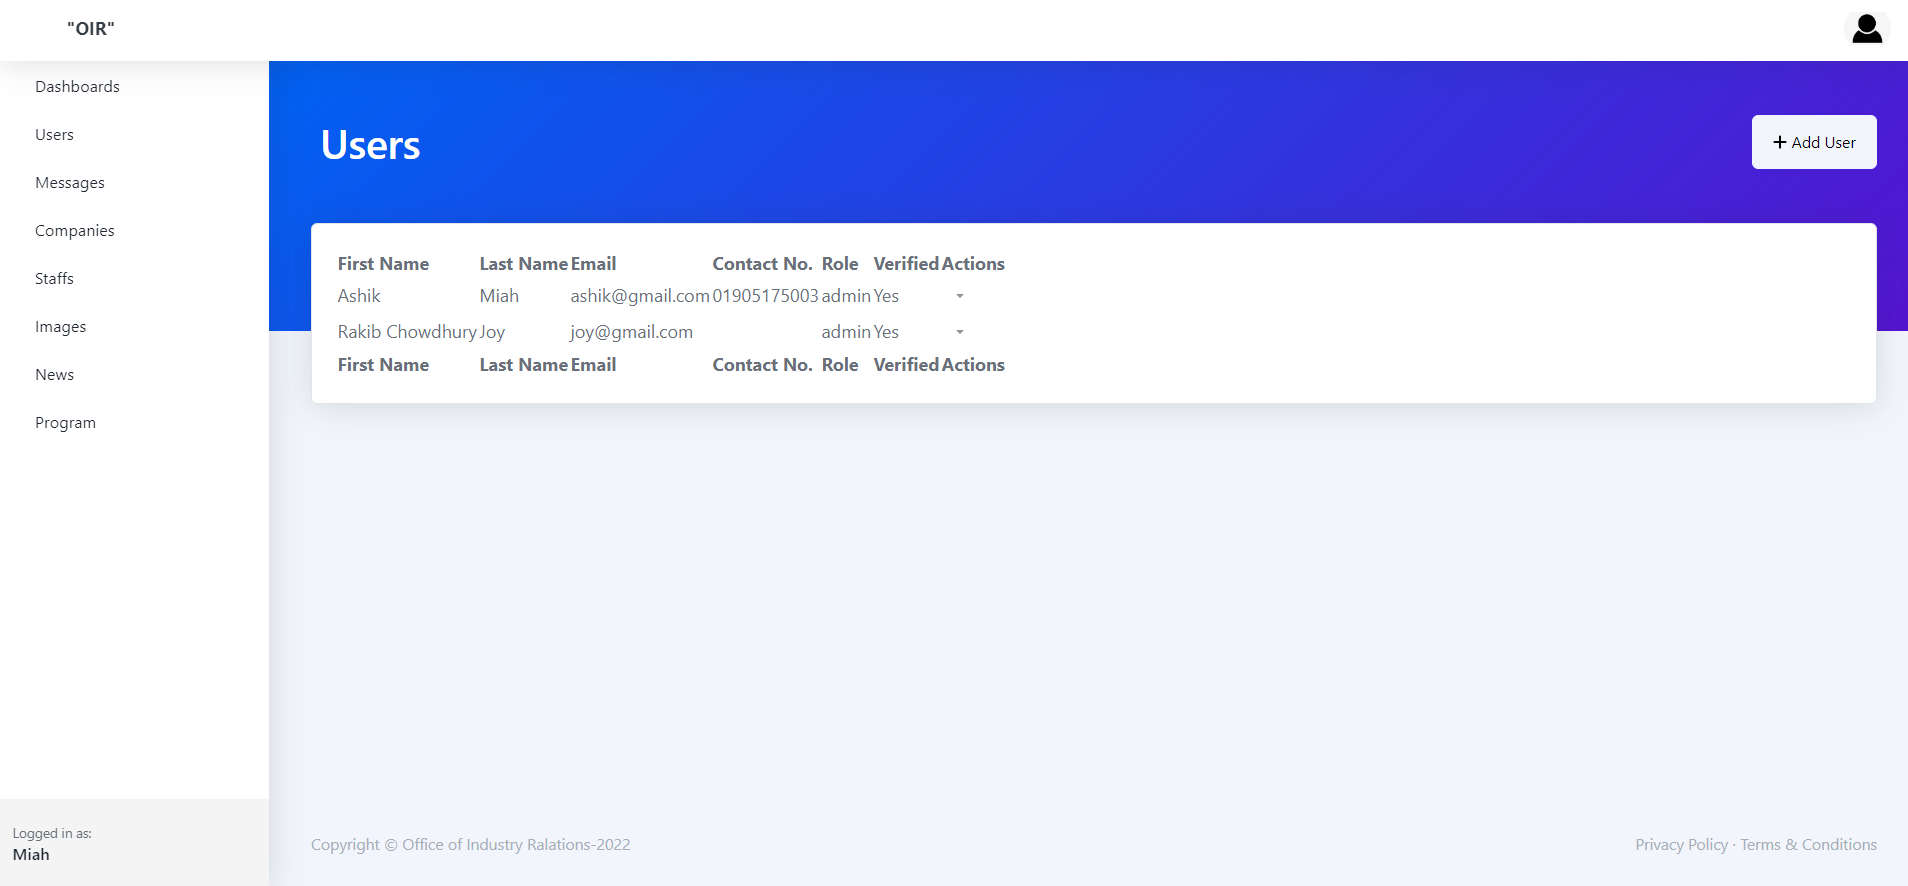 "OIR"
Dashboards
Users
Messages
Companies
Staffs
Images
News
Program
Logged in as:
Miah
Users
Add User
First Name Last Name Email Contact No. Role Verified Actions
Ashik Miah ashik@gmail.com 01905175003 admin Yes
Rakib Chowdhury Joy joy@gmail.com admin Yes
First Name Last Name Email Contact No. Role Verified Actions
Copyright © Office of Industry Ralations-2022
Privacy Policy · Terms & Conditions